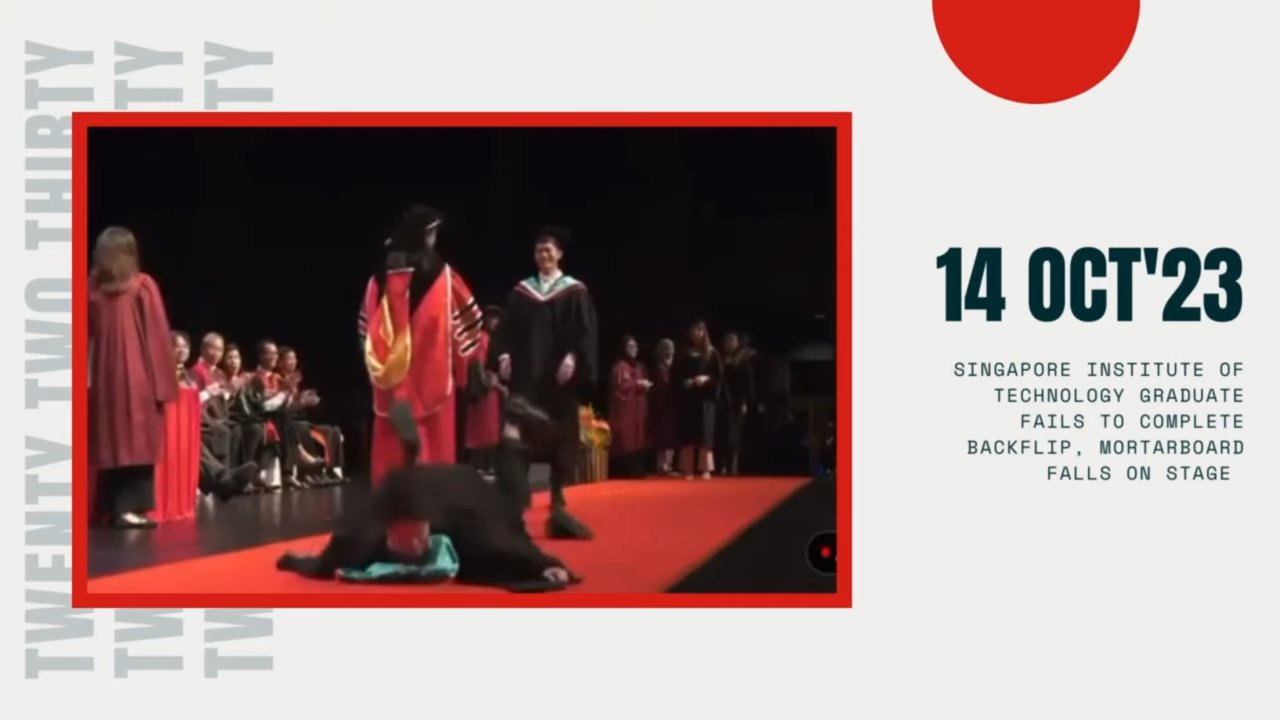 TWENTY TWO THIRTY
14 OCT'23
SINGAPORE INSTITUTE OF
TECHNOLOGY GRADUATE
FAILS TO COMPLETE
BACKFLIP, MORTARBOARD
FALLS ON STAGE